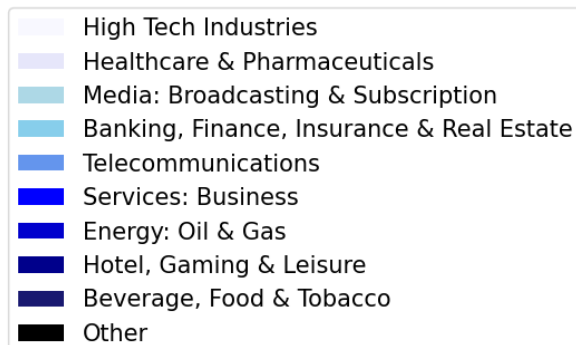 High Tech Industries
Healthcare & Pharmaceuticals
Media: Broadcasting & Subscription
Banking, Finance, Insurance & Real Estate
Telecommunications
Services: Business
Energy: Oil & Gas
Hotel, Gaming & Leisure
Beverage, Food & Tobacco
Other